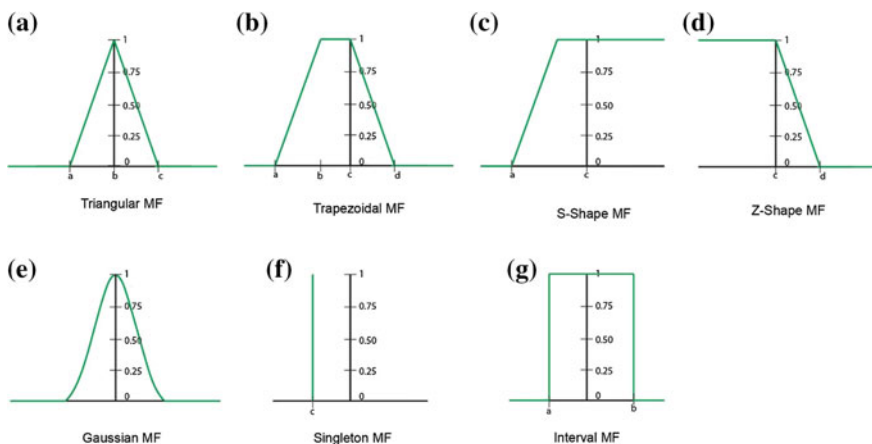 (a)
1
0.75
0.50
0.25
0
a b c
Triangular MF
(b)
1
0.75
0.50
0.25
0
a b c d
Trapezoidal MF
(c)
1
0.75
0.50
0.25
0
a c
S-Shape MF
(d)
1
0.75
0.50
0.25
0
c d
Z-Shape MF
(e)
1
0.75
0.50
0.25
0
Gaussian MF
(f)
1
0.75
0.50
0.25
0
c
Singleton MF
(g)
1
0.75
0.50
0.25
0
a b
Interval MF